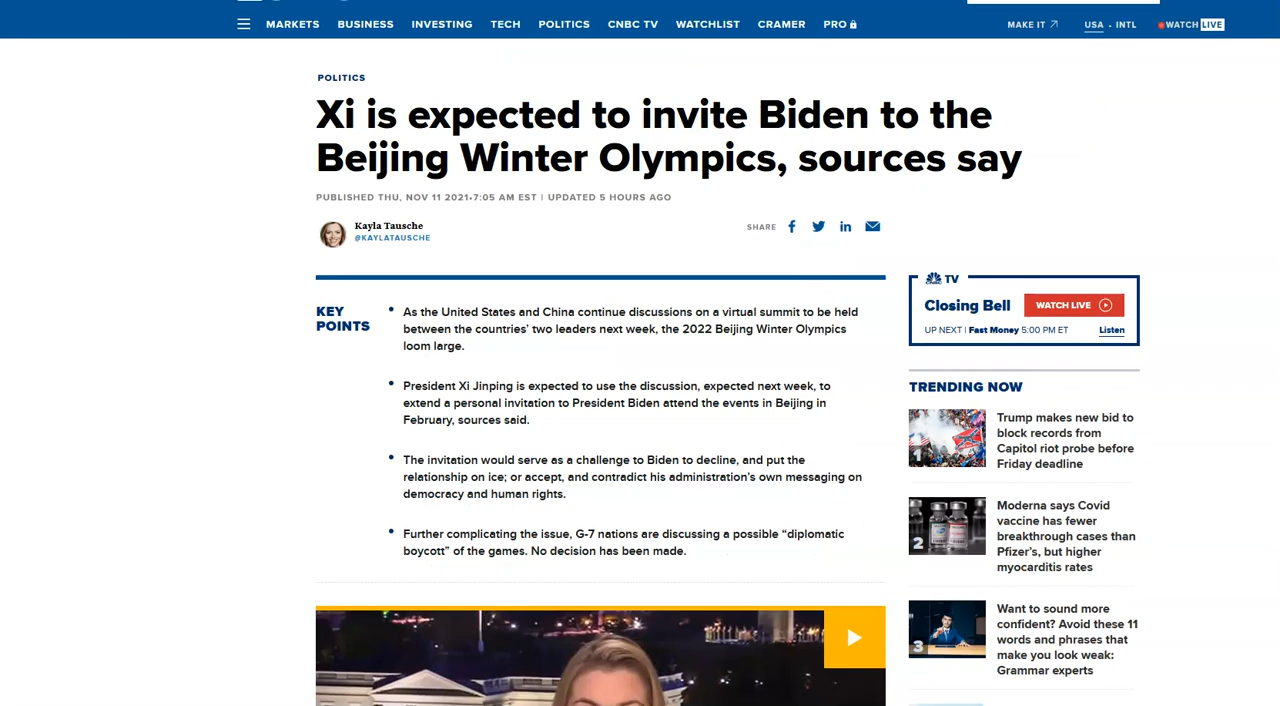 MARKETS BUSINESS INVESTING TECH POLITICS CNBC TV WATCHLIST CRAMER PRO MAKE IT USA • INTL WATCH LIVE
POLITICS
Xi is expected to invite Biden to the
Beijing Winter Olympics, sources say
PUBLISHED THU, NOV 11 2021•7:05 AM EST | UPDATED 5 HOURS AGO
Kayla Tausche
@KAYLATAUSCHE
SHARE
KEY
POINTS
As the United States and China continue discussions on a virtual summit to be held
between the countries’ two leaders next week, the 2022 Beijing Winter Olympics
loom large.
President Xi Jinping is expected to use the discussion, expected next week, to
extend a personal invitation to President Biden attend the events in Beijing in
February, sources said.
The invitation would serve as a challenge to Biden to decline, and put the
relationship on ice; or accept, and contradict his administration’s own messaging on
democracy and human rights.
Further complicating the issue, G-7 nations are discussing a possible “diplomatic
boycott” of the games. No decision has been made.
CNBC TV
Closing Bell WATCH LIVE
UP NEXT | Fast Money 5:00 PM ET Listen
TRENDING NOW
1
Trump makes new bid to
block records from
Capitol riot probe before
Friday deadline
2
Moderna says Covid
vaccine has fewer
breakthrough cases than
Pfizer’s, but higher
myocarditis rates
3
Want to sound more
confident? Avoid these 11
words and phrases that
make you look weak:
Grammar experts